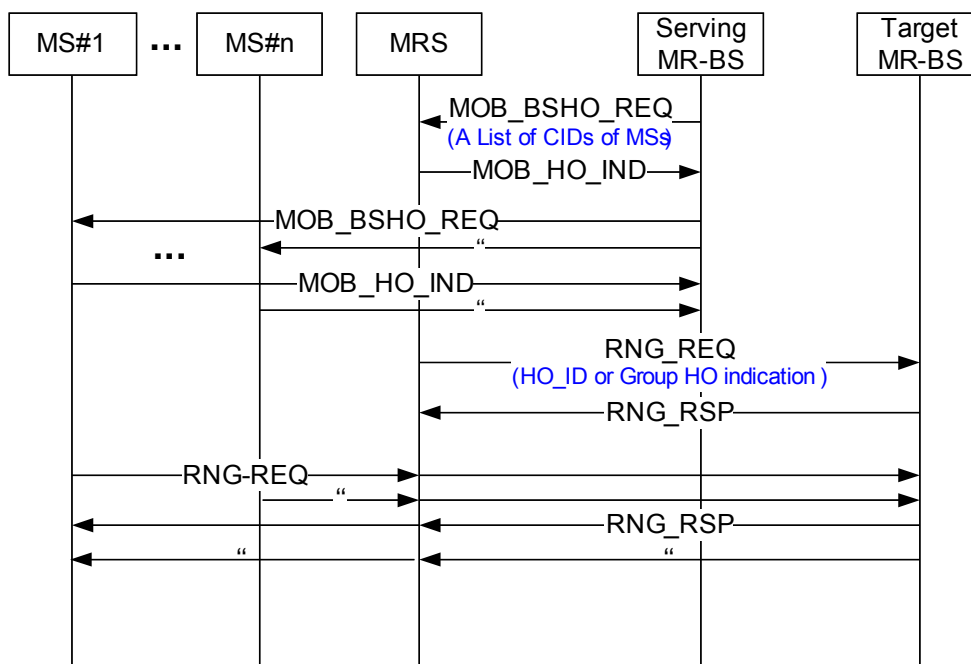 MS#1 ... MS#n MRS Serving MR-BS Target MR-BS
MOB_BSHO_REQ
(A List of CIDs of MSs)
MOB_HO_IND
MOB_BSHO_REQ
“
...
MOB_HO_IND
“
RNG_REQ
(HO_ID or Group HO indication )
RNG_RSP
RNG-REQ
“
RNG_RSP
“ “